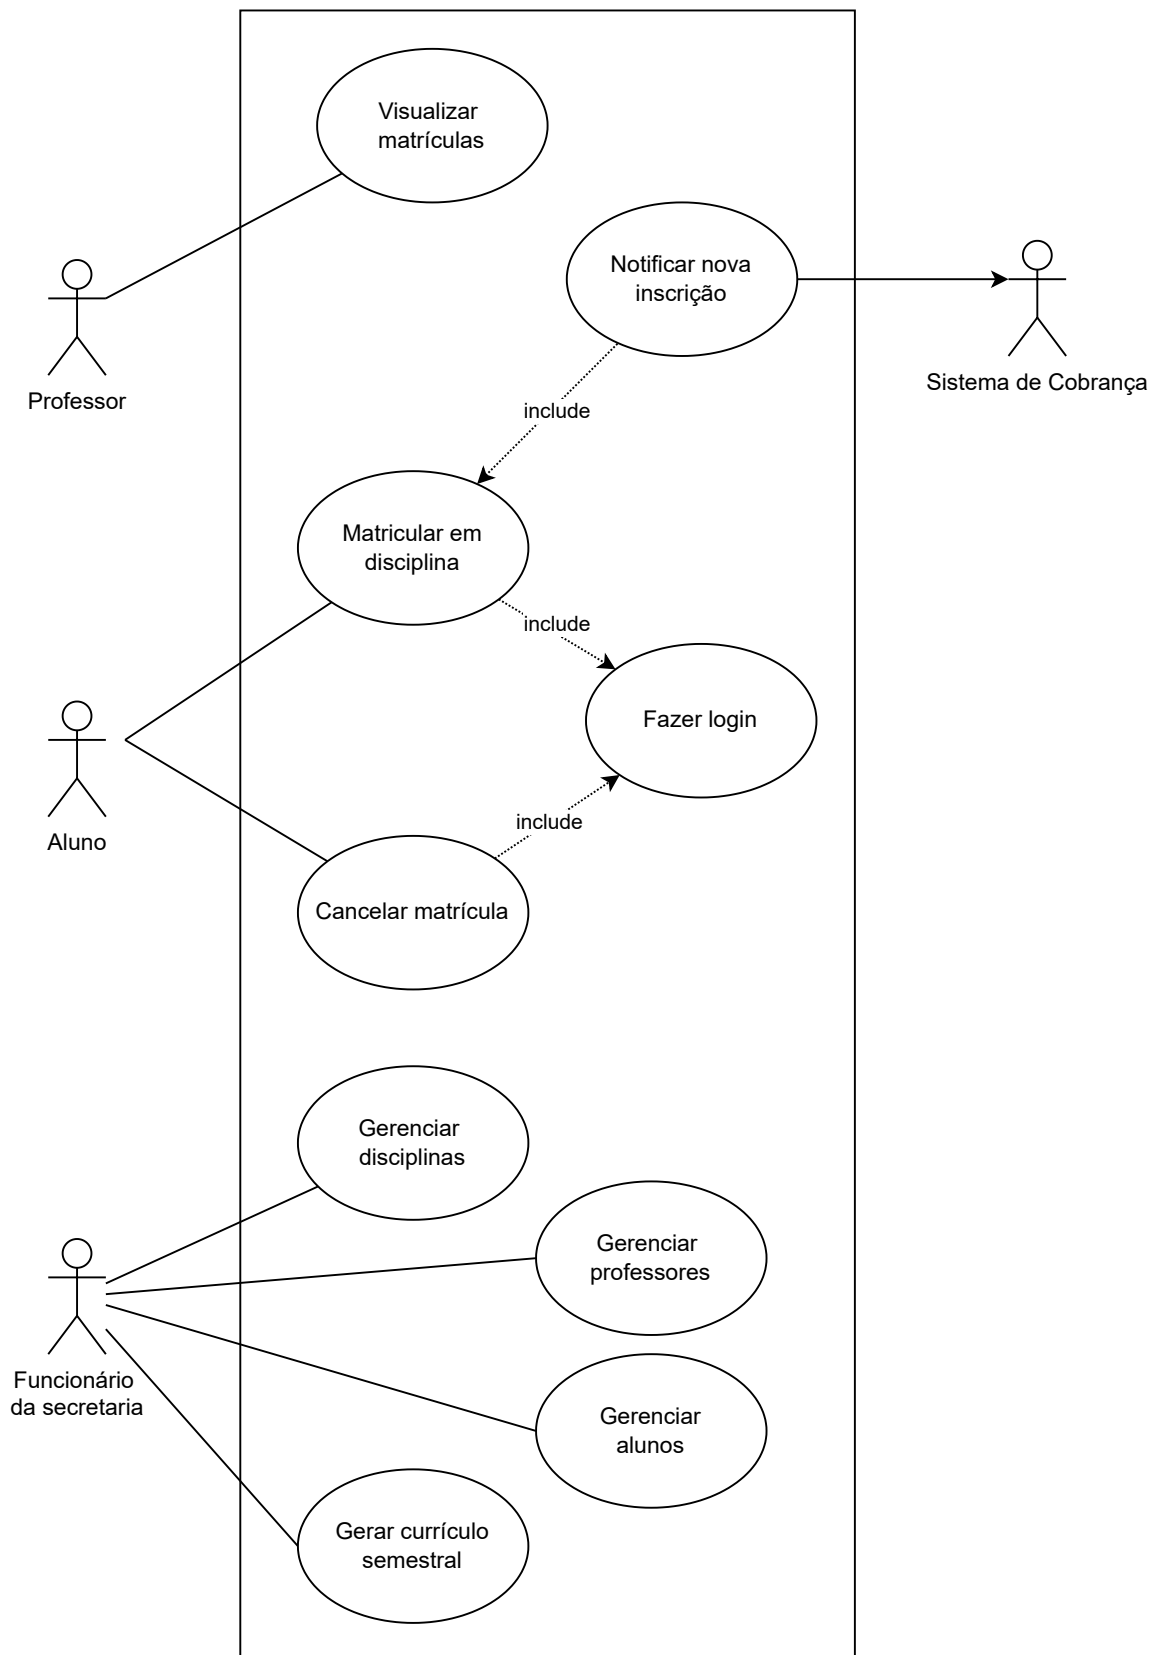 Visualizar
matrículas
Notificar nova
inscrição
Professor
Sistema de Cobrança
include
Matricular em
disciplina
include
Fazer login
Aluno
include
Cancelar matrícula
Gerenciar
disciplinas
Gerenciar
professores
Funcionário
da secretaria
Gerenciar
alunos
Gerar currículo
semestral